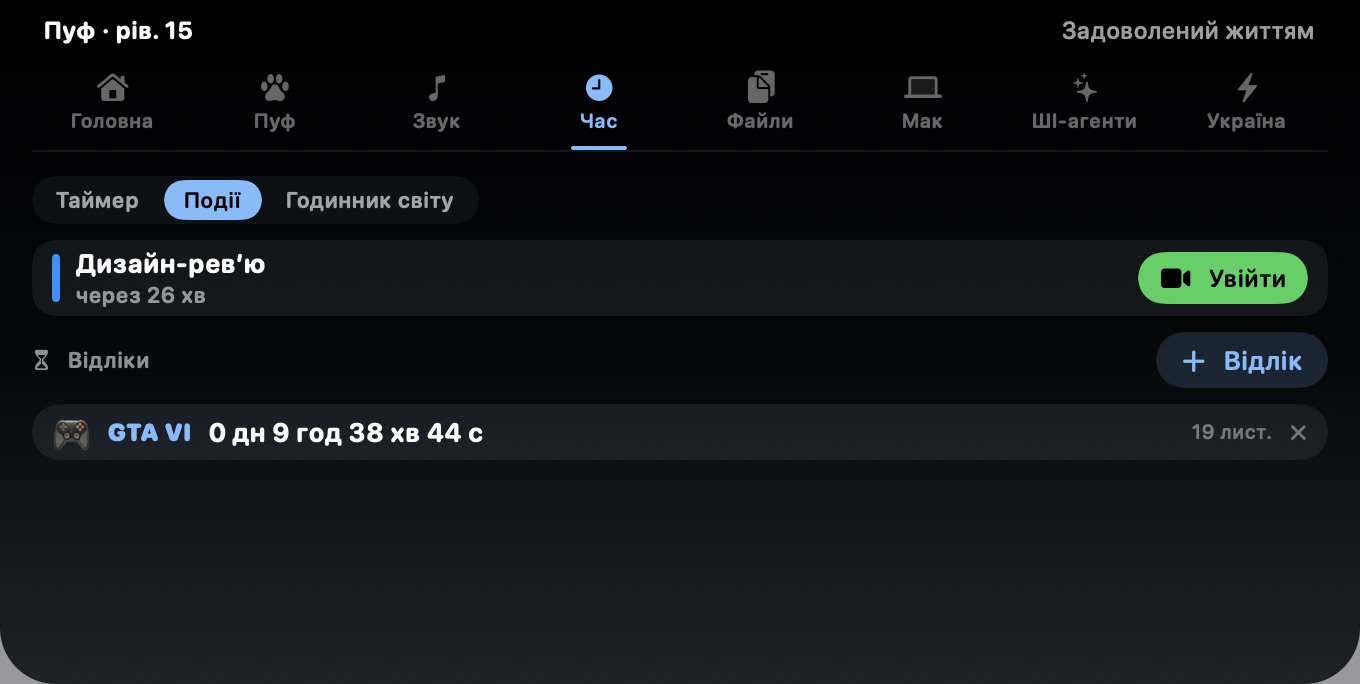 Пуф · рів. 15
Задоволений життям
Головна
Пуф
Звук
Час
Файли
Мак
ШІ-агенти
Україна
Таймер
Події
Годинник світу
Дизайн-рев’ю
через 26 хв
Увійти
Відліки
+ Відлік
GTA VI 0 дн 9 год 38 хв 44 с
19 лист.